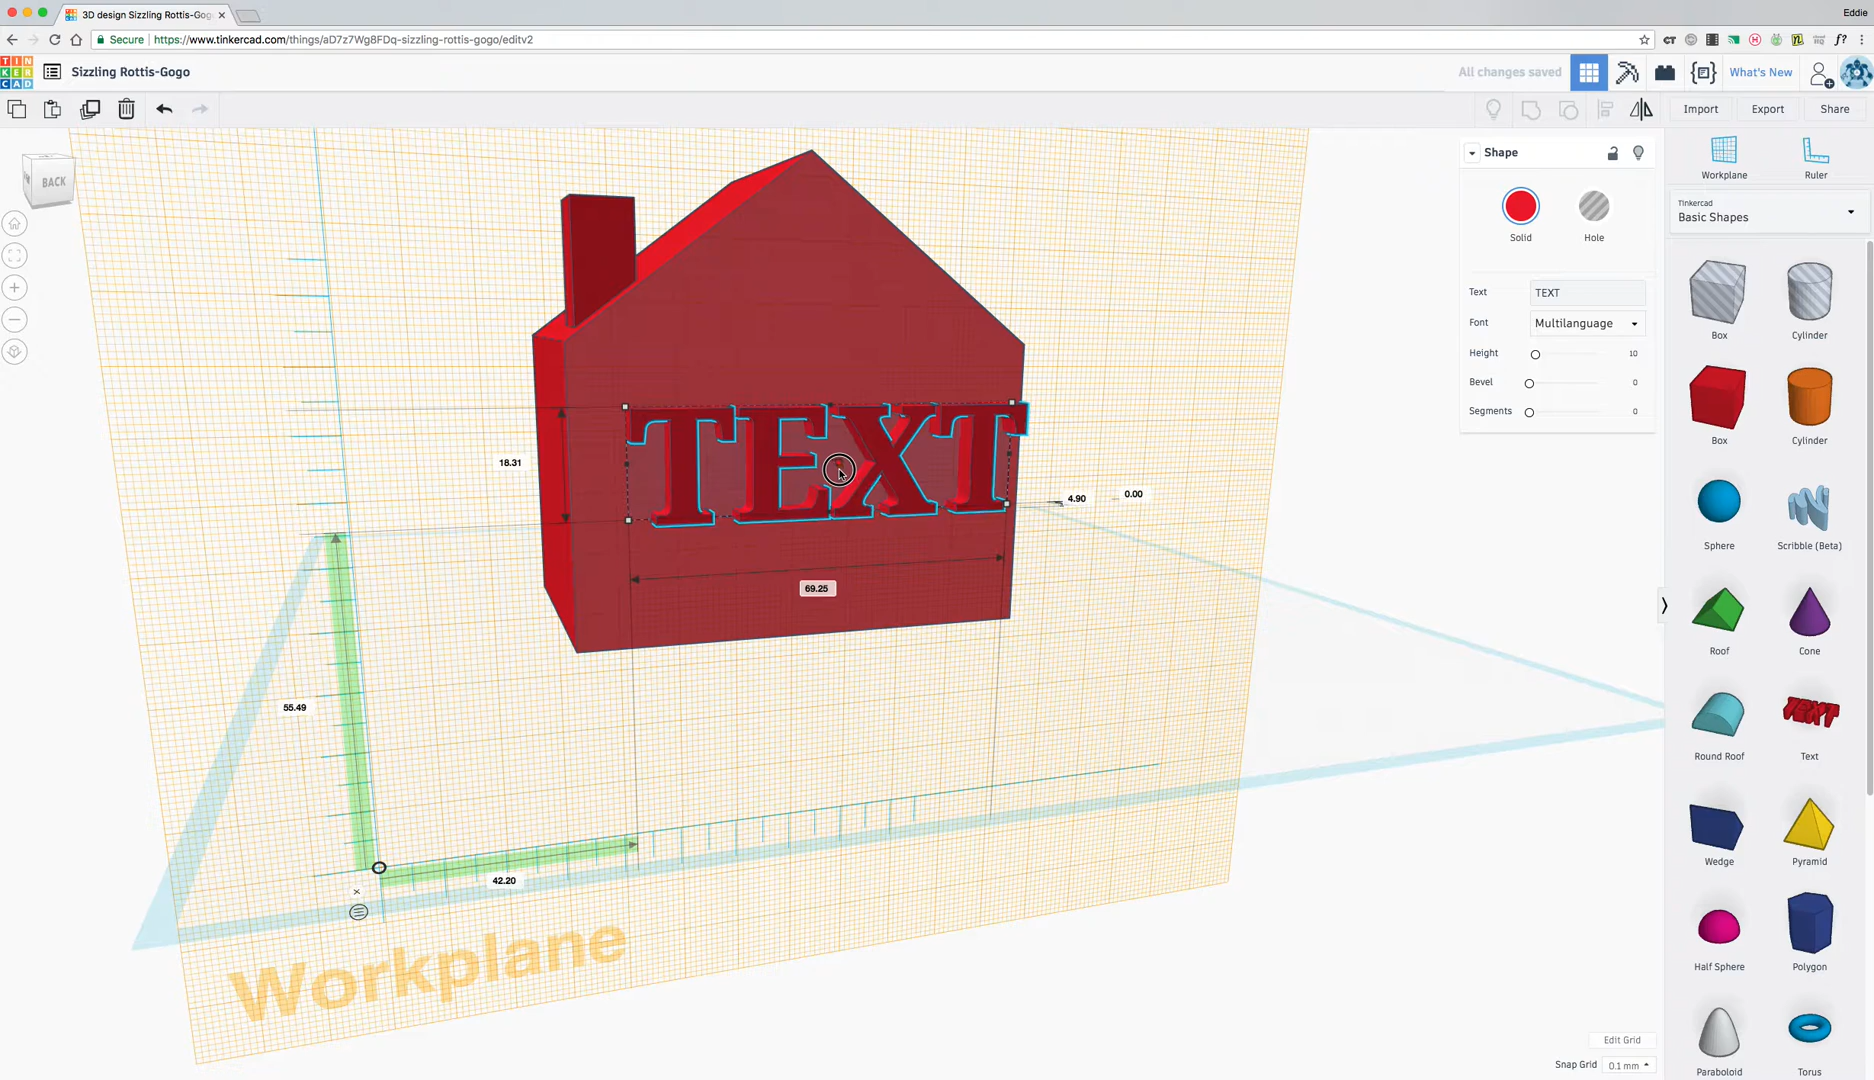 3D design Sizzling Rottis-Gog
Eddie
Secure
https://www.tinkercad.com/things/aD7z7Wg8FDq-sizzling-rottis-gogo/editv2
TIN
KER
CAD
Sizzling Rottis-Gogo
All changes saved
What's New
Import
Export
Share
BACK
Shape
Solid
Hole
Text
TEXT
Font
Multilanguage
Height
10
Bevel
0
Segments
0
Workplane
Ruler
Tinkercad
Basic Shapes
Box
Cylinder
Box
Cylinder
Sphere
Scribble (Beta)
Roof
Cone
TEXT
Round Roof
Text
Wedge
Pyramid
Half Sphere
Polygon
Paraboloid
Torus
TEXT
18.31
4.90
0.00
69.25
55.49
42.20
Workplane
Edit Grid
Snap Grid
0.1 mm